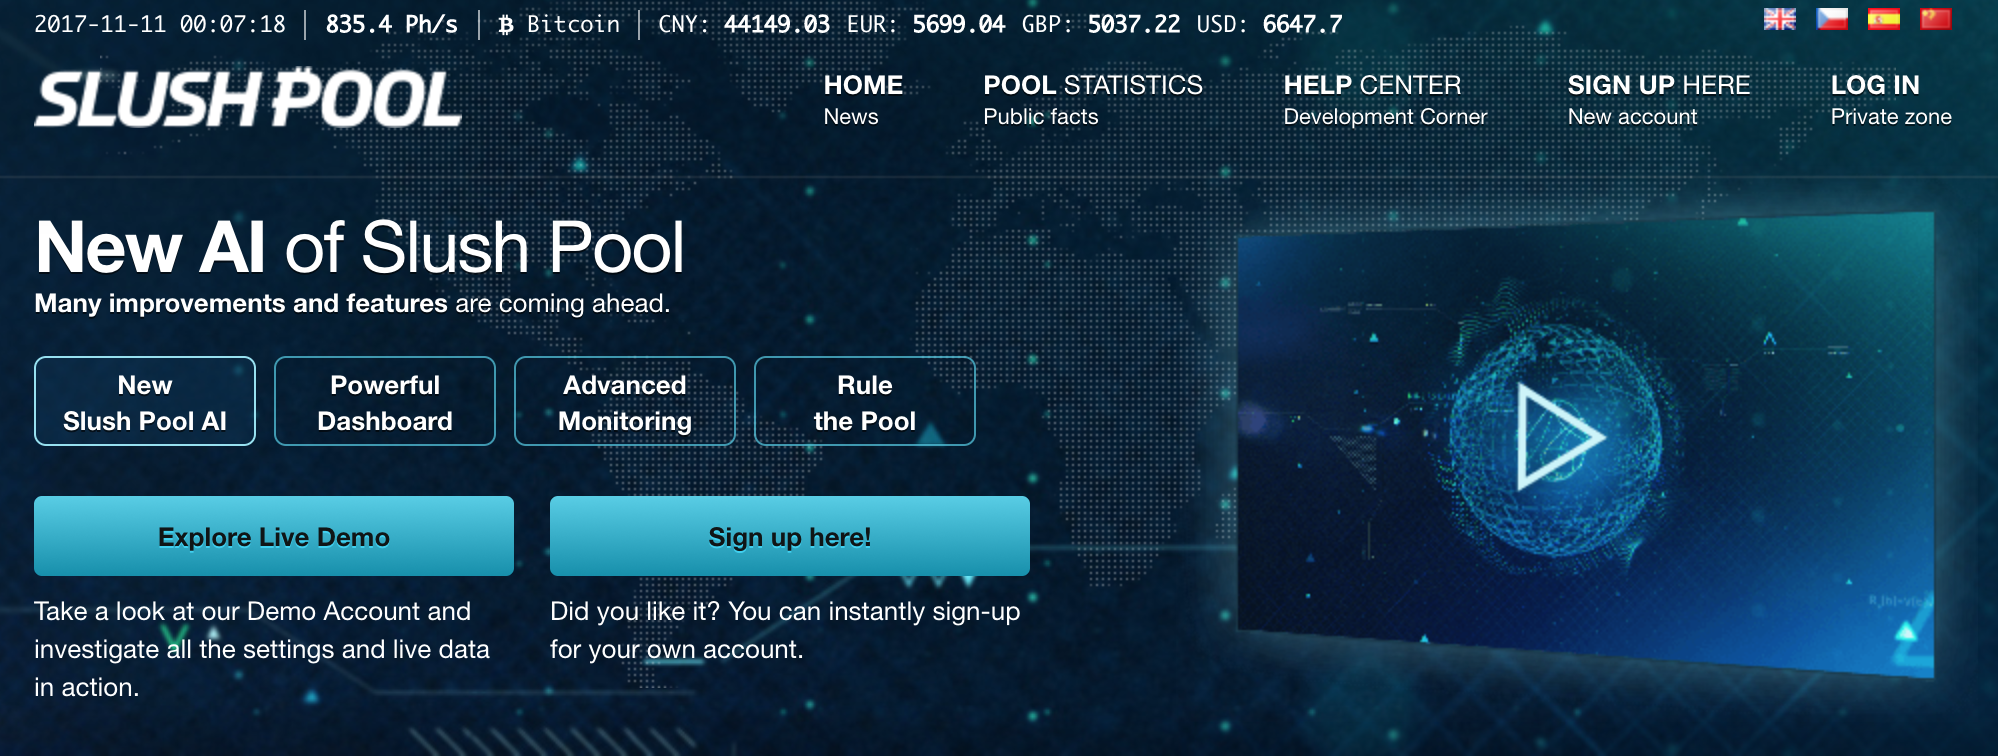 2017-11-11 00:07:18 | 835.4 Ph/s | ₿ Bitcoin | CNY: 44149.03 EUR: 5699.04 GBP: 5037.22 USD: 6647.7
SLUSH POOL
HOME
News
POOL STATISTICS
Public facts
HELP CENTER
Development Corner
SIGN UP HERE
New account
LOG IN
Private zone
New AI of Slush Pool
Many improvements and features are coming ahead.
New
Slush Pool AI
Powerful
Dashboard
Advanced
Monitoring
Rule
the Pool
Explore Live Demo
Take a look at our Demo Account and
investigate all the settings and live data
in action.
Sign up here!
Did you like it? You can instantly sign-up
for your own account.